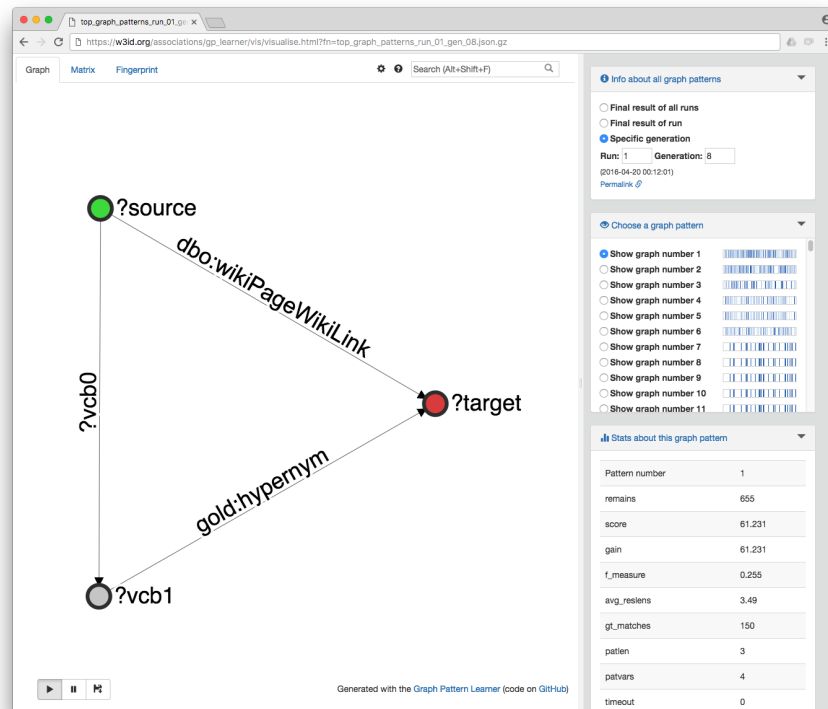 top_graph_patterns_run_01_ge
https://w3id.org/associations/gp_learner/vis/visualise.html?fn=top_graph_patterns_run_01_gen_08.json.gz
Graph Matrix Fingerprint Search (Alt+Shift+F)
?source
dbo:wikiPageWikiLink
?vcb0
?target
gold:hypernym
?vcb1
Generated with the Graph Pattern Learner (code on GitHub)
Info about all graph patterns
Final result of all runs
Final result of run
Specific generation
Run: 1 Generation: 8
(2016-04-20 00:12:01)
Permalink
Choose a graph pattern
Show graph number 1
Show graph number 2
Show graph number 3
Show graph number 4
Show graph number 5
Show graph number 6
Show graph number 7
Show graph number 8
Show graph number 9
Show graph number 10
Show graph number 11
Stats about this graph pattern
Pattern number 1
remains 655
score 61.231
gain 61.231
f_measure 0.255
avg_reslens 3.49
gt_matches 150
patlen 3
patvars 4
timeout 0